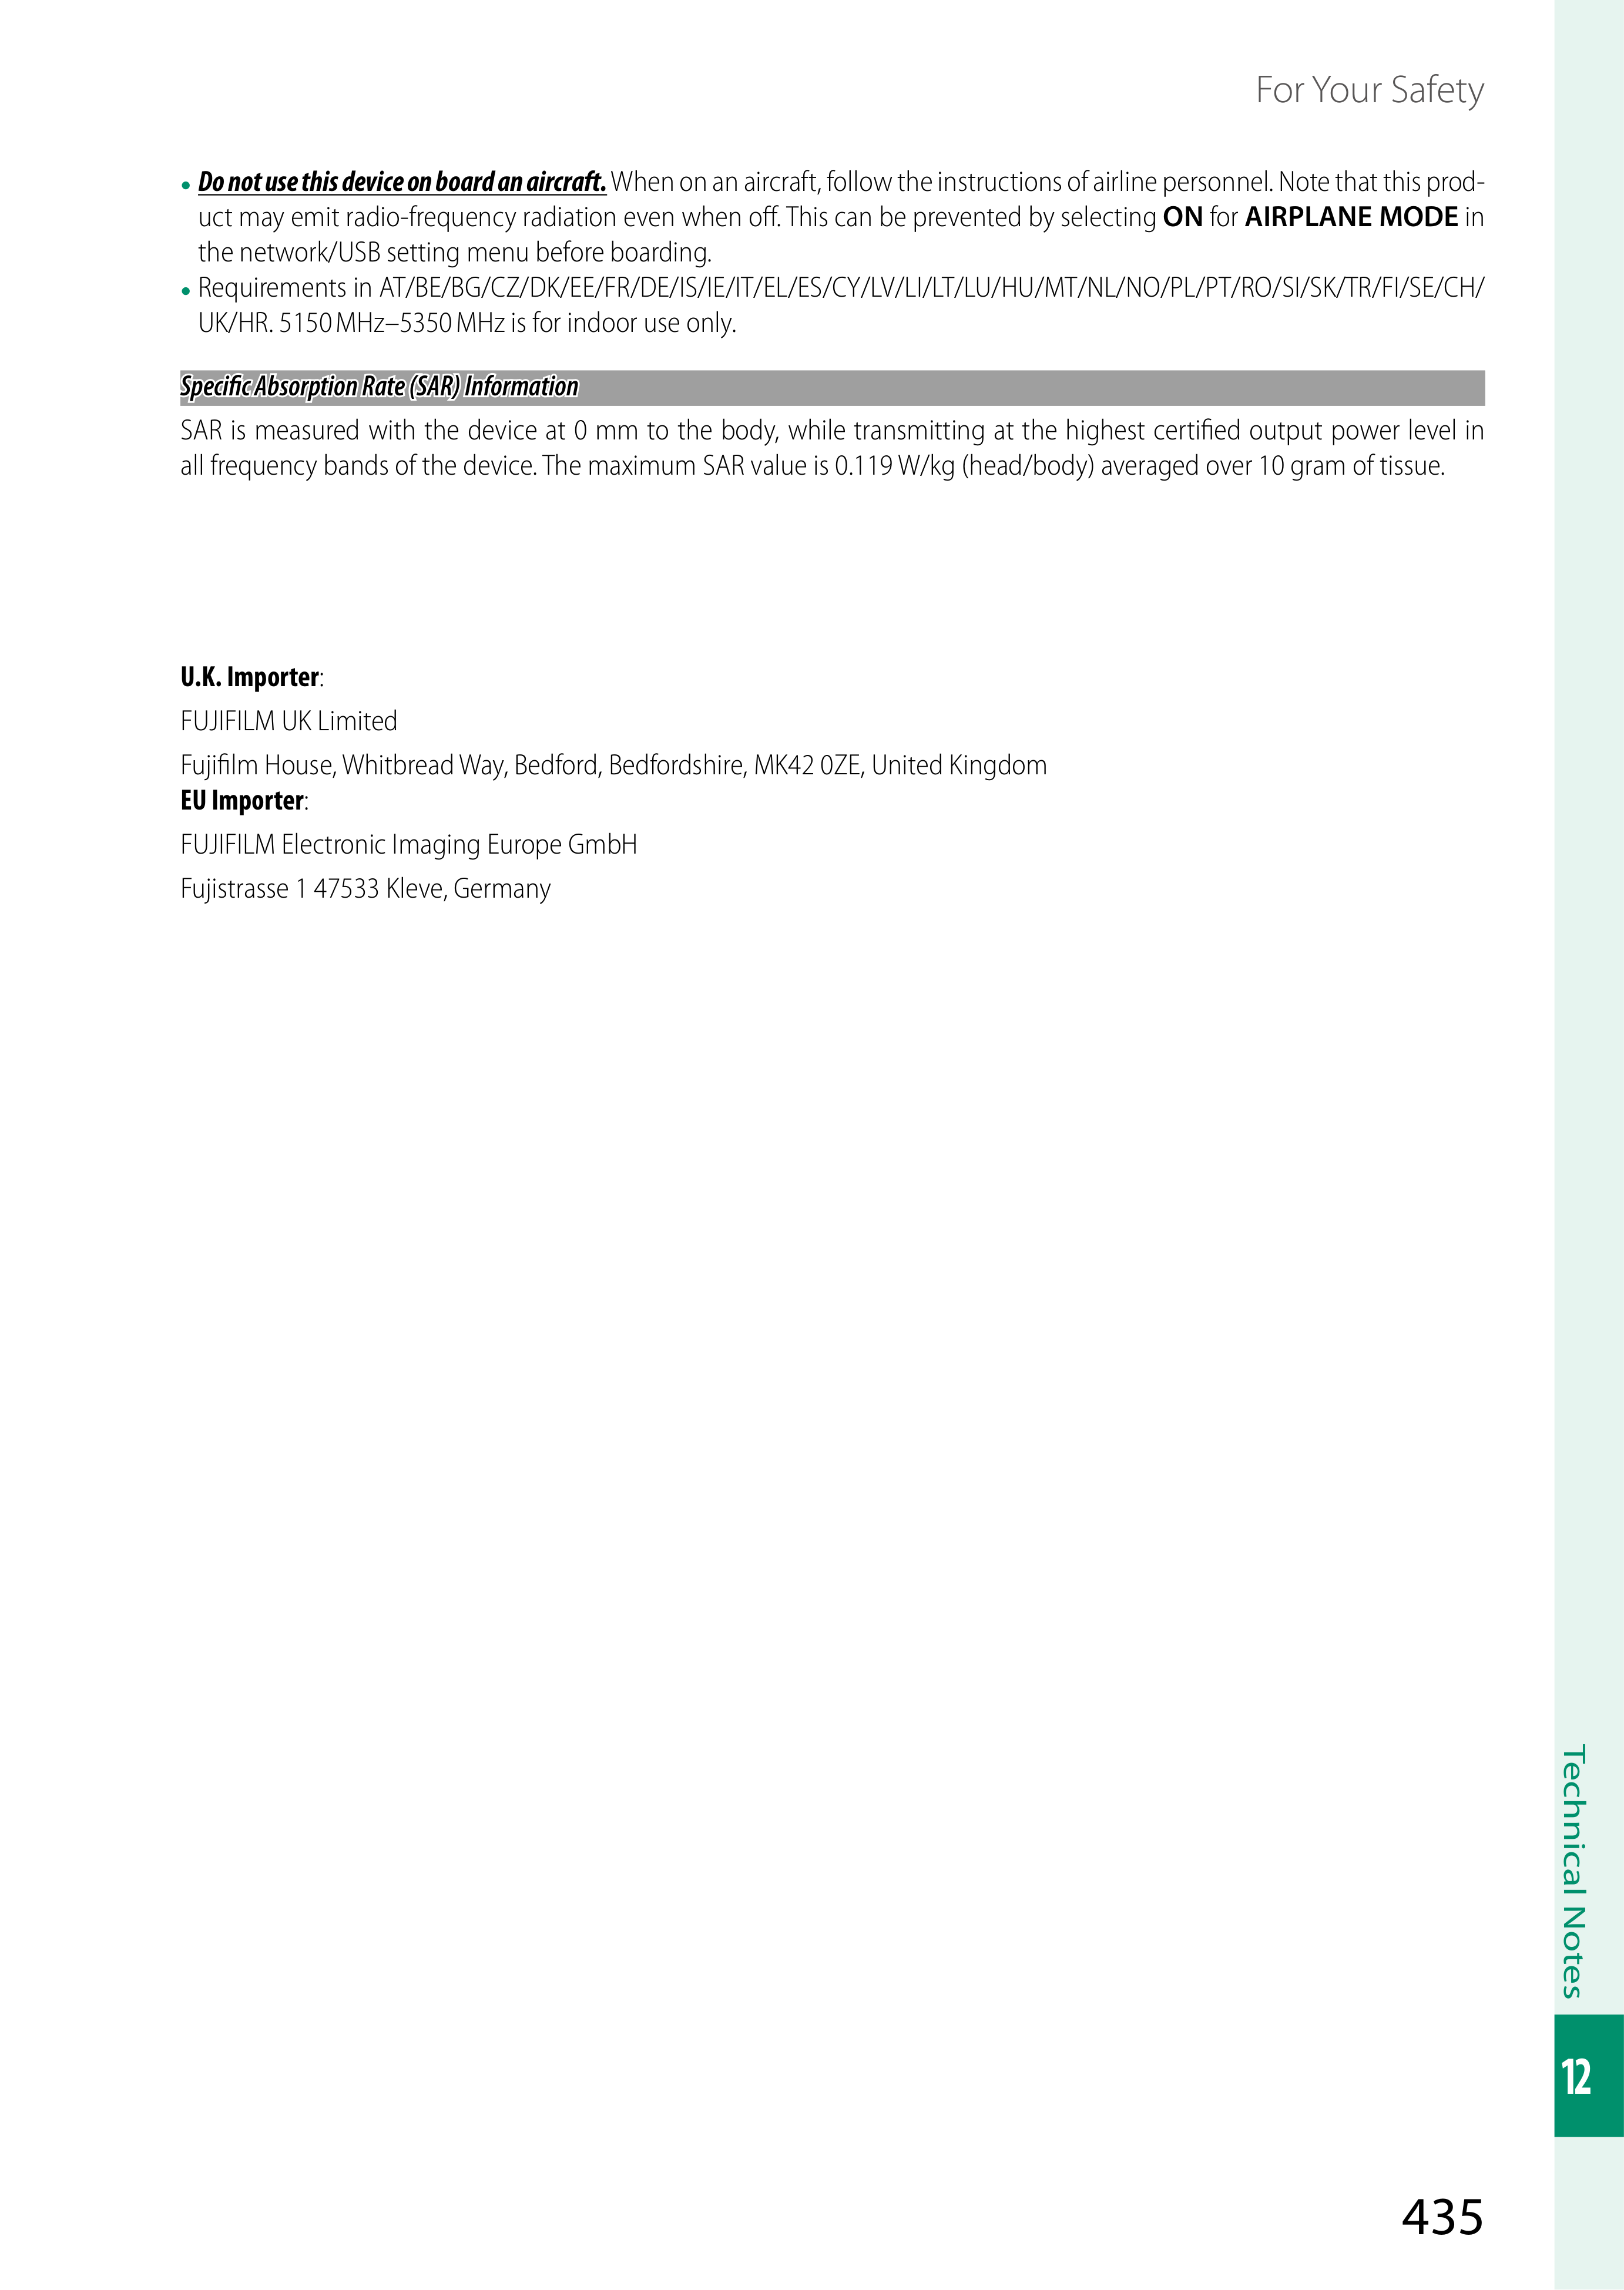 For Your Safety
• Do not use this device on board an aircraft. When on an aircraft, follow the instructions of airline personnel. Note that this prod-
uct may emit radio-frequency radiation even when off. This can be prevented by selecting ON for AIRPLANE MODE in
the network/USB setting menu before boarding.
• Requirements in AT/BE/BG/CZ/DK/EE/FR/DE/IS/IE/IT/EL/ES/CY/LV/LI/LT/LU/HU/MT/NL/NO/PL/PT/RO/SI/SK/TR/FI/SE/CH/
UK/HR. 5150 MHz–5350 MHz is for indoor use only.
Specific Absorption Rate (SAR) Information
SAR is measured with the device at 0 mm to the body, while transmitting at the highest certified output power level in
all frequency bands of the device. The maximum SAR value is 0.119 W/kg (head/body) averaged over 10 gram of tissue.
U.K. Importer:
FUJIFILM UK Limited
Fujifilm House, Whitbread Way, Bedford, Bedfordshire, MK42 0ZE, United Kingdom
EU Importer:
FUJIFILM Electronic Imaging Europe GmbH
Fujistrasse 1 47533 Kleve, Germany
Technical Notes
12
435